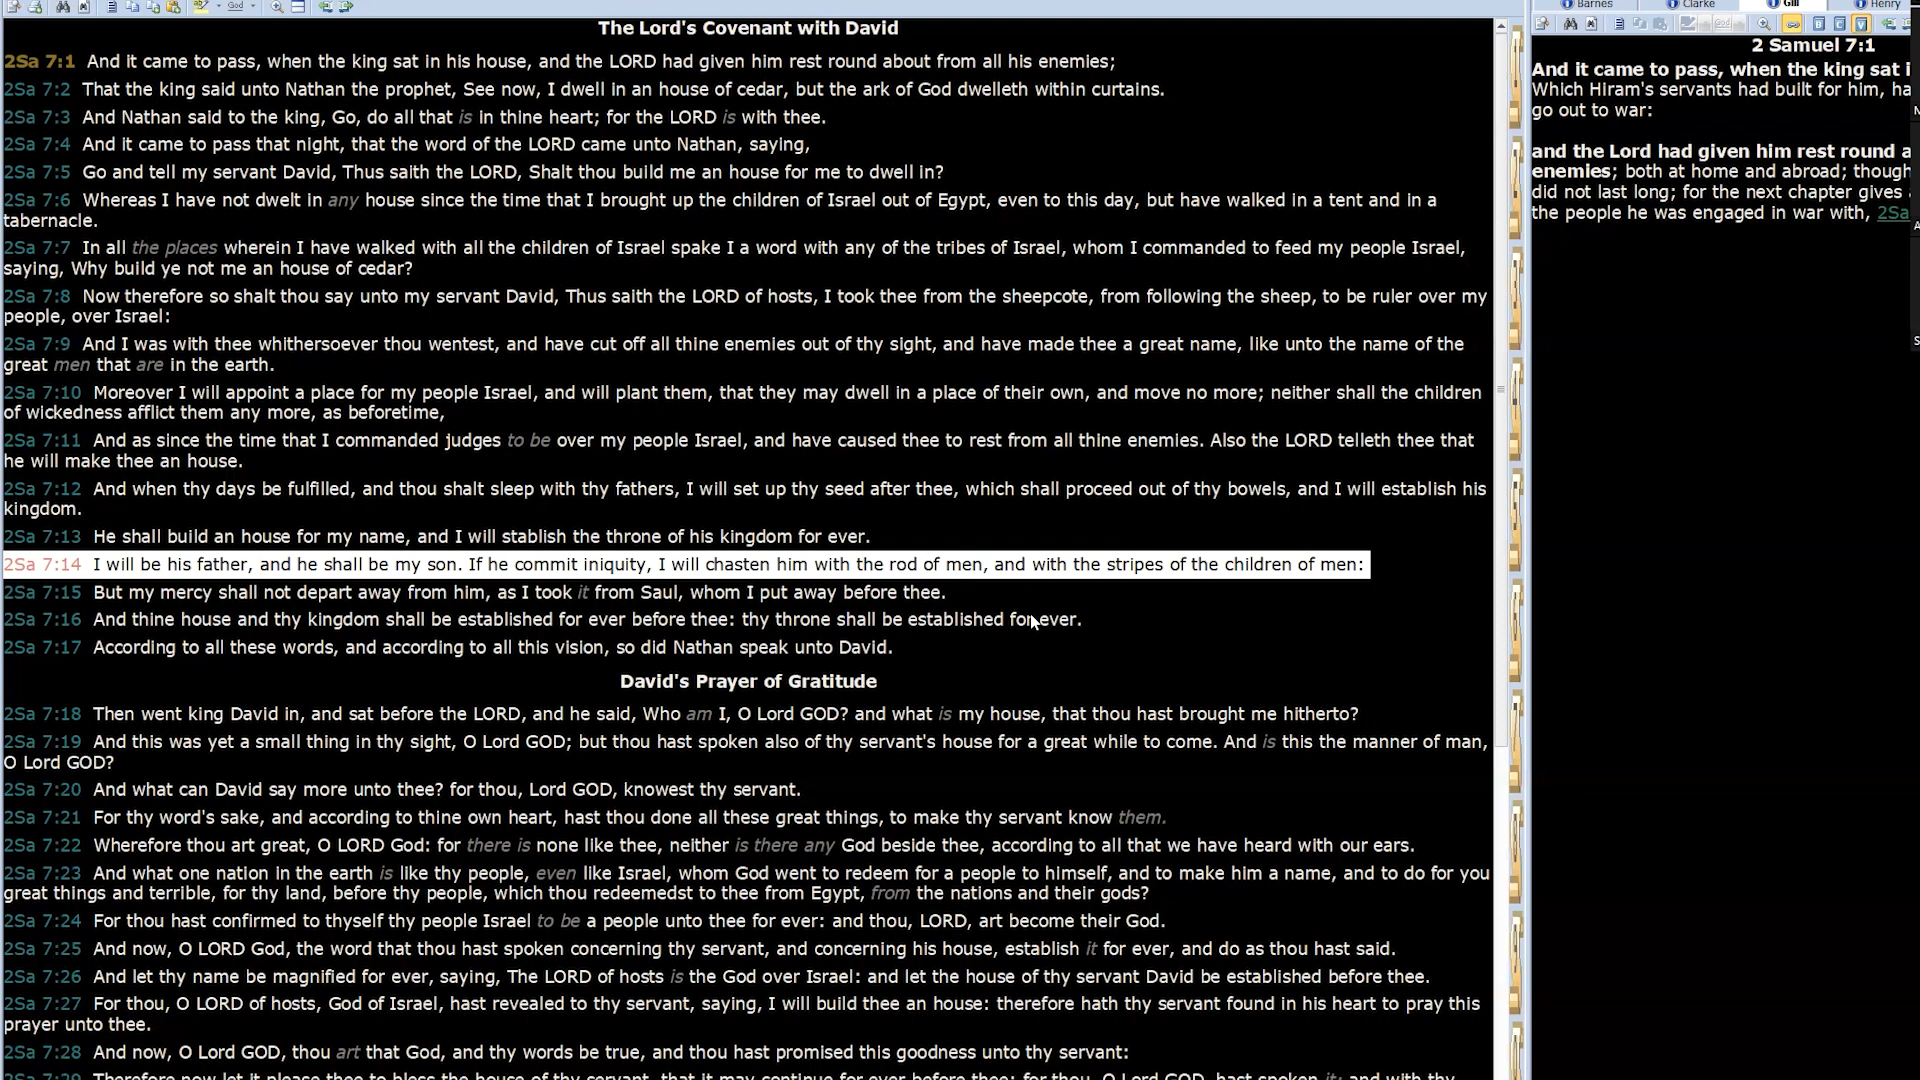 Barnes
Clarke
Gill
Henry
God
The Lord's Covenant with David
2Sa 7:1 And it came to pass, when the king sat in his house, and the LORD had given him rest round about from all his enemies;
2Sa 7:2 That the king said unto Nathan the prophet, See now, I dwell in an house of cedar, but the ark of God dwelleth within curtains.
2Sa 7:3 And Nathan said to the king, Go, do all that is in thine heart; for the LORD is with thee.
2Sa 7:4 And it came to pass that night, that the word of the LORD came unto Nathan, saying,
2Sa 7:5 Go and tell my servant David, Thus saith the LORD, Shalt thou build me an house for me to dwell in?
2Sa 7:6 Whereas I have not dwelt in any house since the time that I brought up the children of Israel out of Egypt, even to this day, but have walked in a tent and in a
tabernacle.
2Sa 7:7 In all the places wherein I have walked with all the children of Israel spake I a word with any of the tribes of Israel, whom I commanded to feed my people Israel,
saying, Why build ye not me an house of cedar?
2Sa 7:8 Now therefore so shalt thou say unto my servant David, Thus saith the LORD of hosts, I took thee from the sheepcote, from following the sheep, to be ruler over my
people, over Israel:
2Sa 7:9 And I was with thee whithersoever thou wentest, and have cut off all thine enemies out of thy sight, and have made thee a great name, like unto the name of the
great men that are in the earth.
2Sa 7:10 Moreover I will appoint a place for my people Israel, and will plant them, that they may dwell in a place of their own, and move no more; neither shall the children
of wickedness afflict them any more, as beforetime,
2Sa 7:11 And as since the time that I commanded judges to be over my people Israel, and have caused thee to rest from all thine enemies. Also the LORD telleth thee that
he will make thee an house.
2Sa 7:12 And when thy days be fulfilled, and thou shalt sleep with thy fathers, I will set up thy seed after thee, which shall proceed out of thy bowels, and I will establish his
kingdom.
2Sa 7:13 He shall build an house for my name, and I will stablish the throne of his kingdom for ever.
2Sa 7:14 I will be his father, and he shall be my son. If he commit iniquity, I will chasten him with the rod of men, and with the stripes of the children of men:
2Sa 7:15 But my mercy shall not depart away from him, as I took it from Saul, whom I put away before thee.
2Sa 7:16 And thine house and thy kingdom shall be established for ever before thee: thy throne shall be established for ever.
2Sa 7:17 According to all these words, and according to all this vision, so did Nathan speak unto David.
David's Prayer of Gratitude
2Sa 7:18 Then went king David in, and sat before the LORD, and he said, Who am I, O Lord GOD? and what is my house, that thou hast brought me hitherto?
2Sa 7:19 And this was yet a small thing in thy sight, O Lord GOD; but thou hast spoken also of thy servant's house for a great while to come. And is this the manner of man,
O Lord GOD?
2Sa 7:20 And what can David say more unto thee? for thou, Lord GOD, knowest thy servant.
2Sa 7:21 For thy word's sake, and according to thine own heart, hast thou done all these great things, to make thy servant know them.
2Sa 7:22 Wherefore thou art great, O LORD God: for there is none like thee, neither is there any God beside thee, according to all that we have heard with our ears.
2Sa 7:23 And what one nation in the earth is like thy people, even like Israel, whom God went to redeem for a people to himself, and to make him a name, and to do for you
great things and terrible, for thy land, before thy people, which thou redeemedst to thee from Egypt, from the nations and their gods?
2Sa 7:24 For thou hast confirmed to thyself thy people Israel to be a people unto thee for ever: and thou, LORD, art become their God.
2Sa 7:25 And now, O LORD God, the word that thou hast spoken concerning thy servant, and concerning his house, establish it for ever, and do as thou hast said.
2Sa 7:26 And let thy name be magnified for ever, saying, The LORD of hosts is the God over Israel: and let the house of thy servant David be established before thee.
2Sa 7:27 For thou, O LORD of hosts, God of Israel, hast revealed to thy servant, saying, I will build thee an house: therefore hath thy servant found in his heart to pray this
prayer unto thee.
2Sa 7:28 And now, O Lord GOD, thou art that God, and thy words be true, and thou hast promised this goodness unto thy servant:
2Sa 7:29 Therefore now let it please thee to bless the house of thy servant, that it may continue for ever before thee: for thou, O Lord GOD, hast spoken it: and with thy
2 Samuel 7:1
And it came to pass, when the king sat i
Which Hiram's servants had built for him, ha
go out to war:
and the Lord had given him rest round a
enemies; both at home and abroad; though
did not last long; for the next chapter gives
the people he was engaged in war with, 2Sa